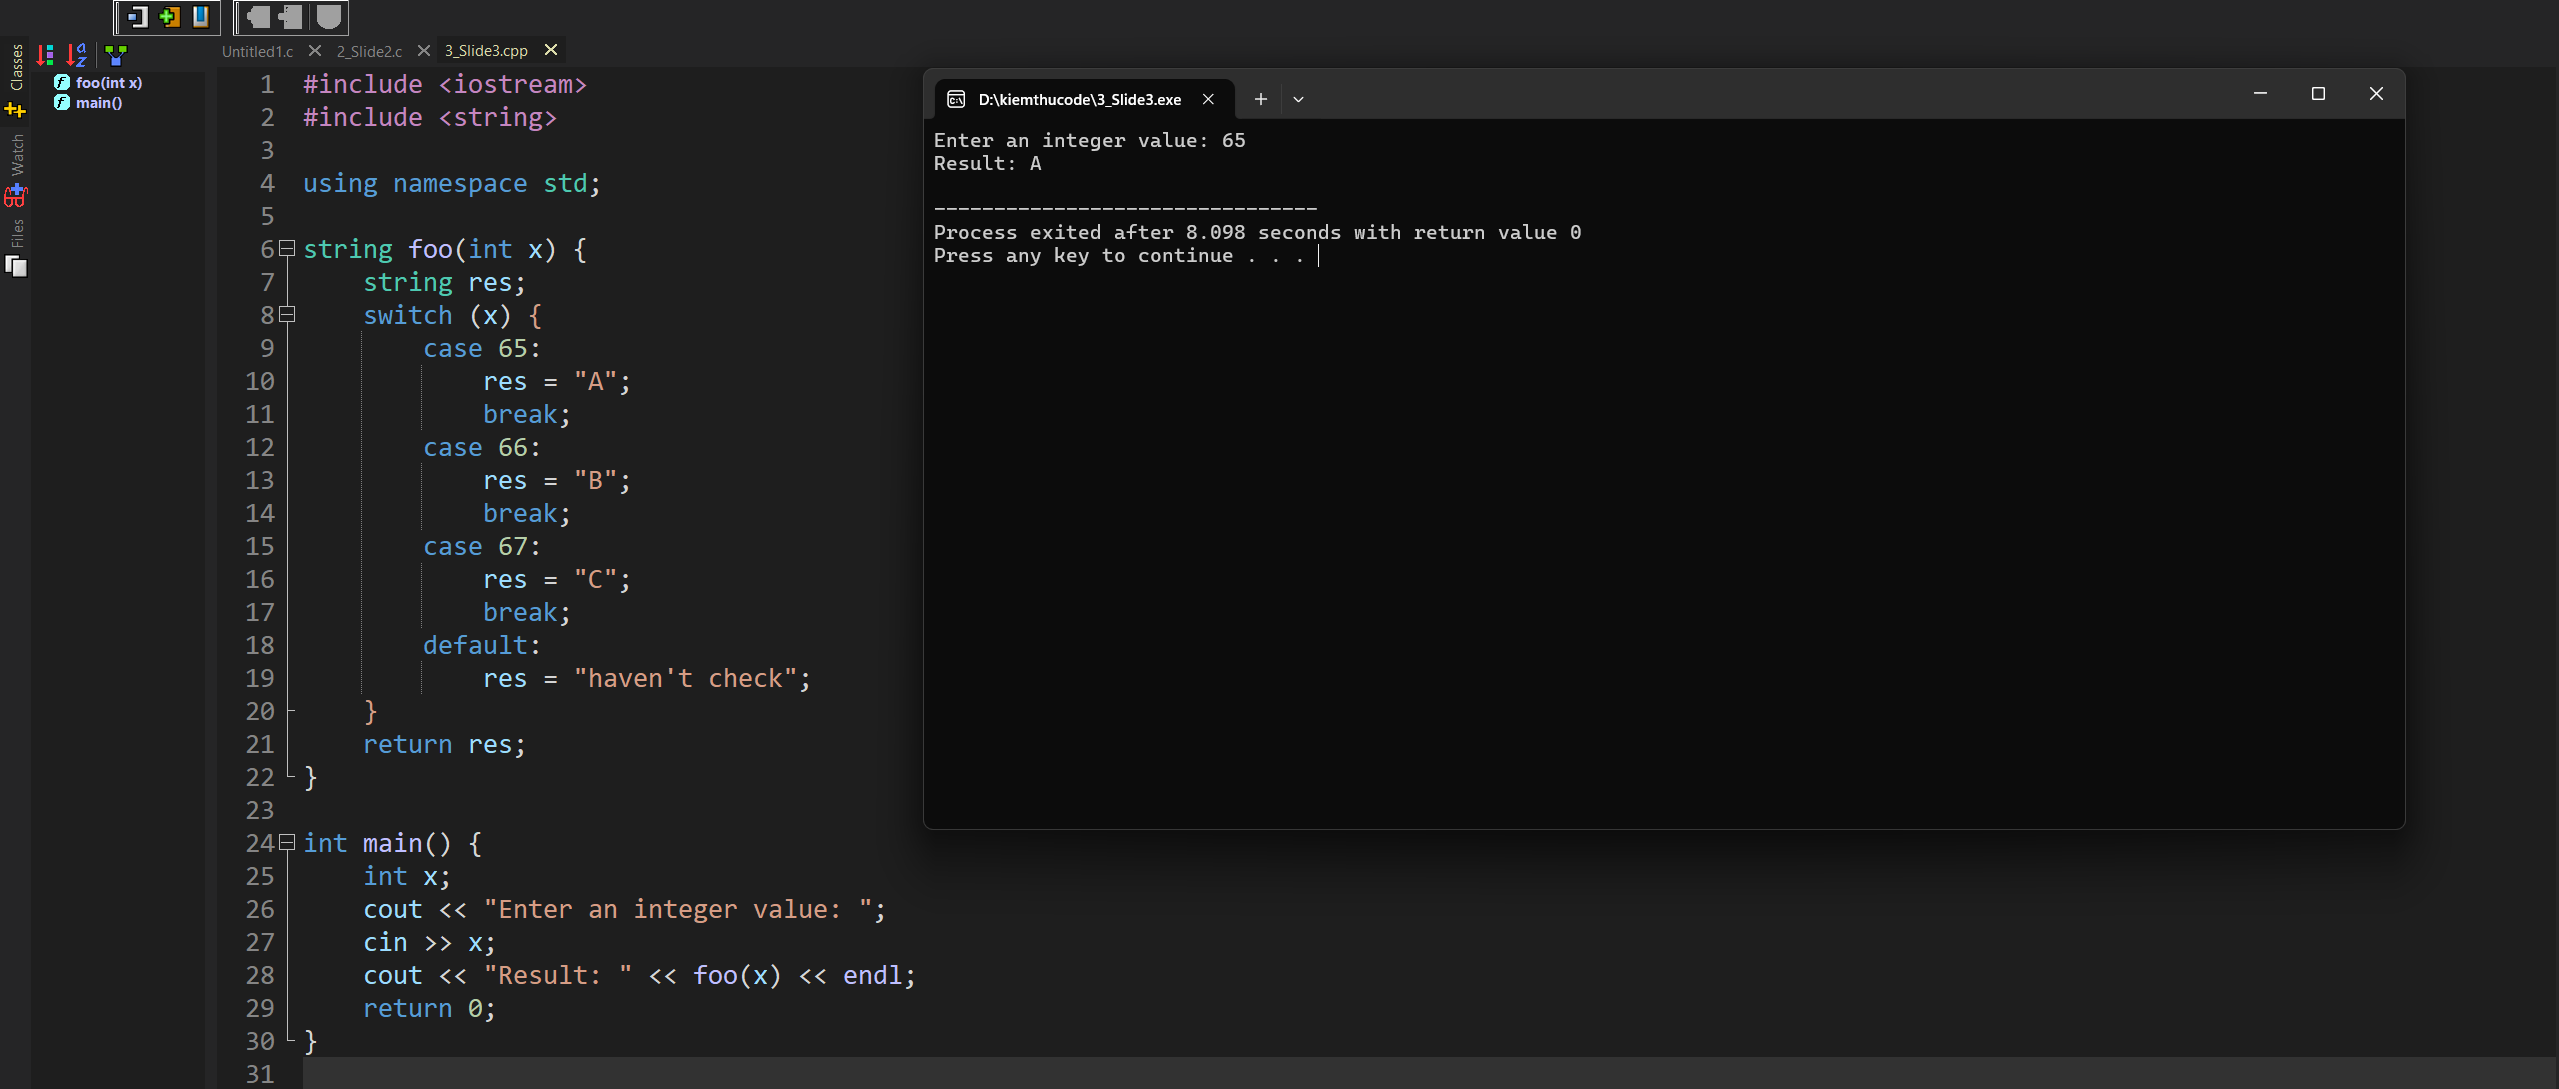 Classes
Watch
Files
foo(int x)
main()
Untitled1.c
2_Slide2.c
3_Slide3.cpp
1 #include <iostream>
2 #include <string>
3
4 using namespace std;
5
6 string foo(int x) {
7 string res;
8 switch (x) {
9 case 65:
10 res = "A";
11 break;
12 case 66:
13 res = "B";
14 break;
15 case 67:
16 res = "C";
17 break;
18 default:
19 res = "haven't check";
20 }
21 return res;
22 }
23
24 int main() {
25 int x;
26 cout << "Enter an integer value: ";
27 cin >> x;
28 cout << "Result: " << foo(x) << endl;
29 return 0;
30 }
31
D:\kiemthucode\3_Slide3.exe
Enter an integer value: 65
Result: A
--------------------------------
Process exited after 8.098 seconds with return value 0
Press any key to continue . . .